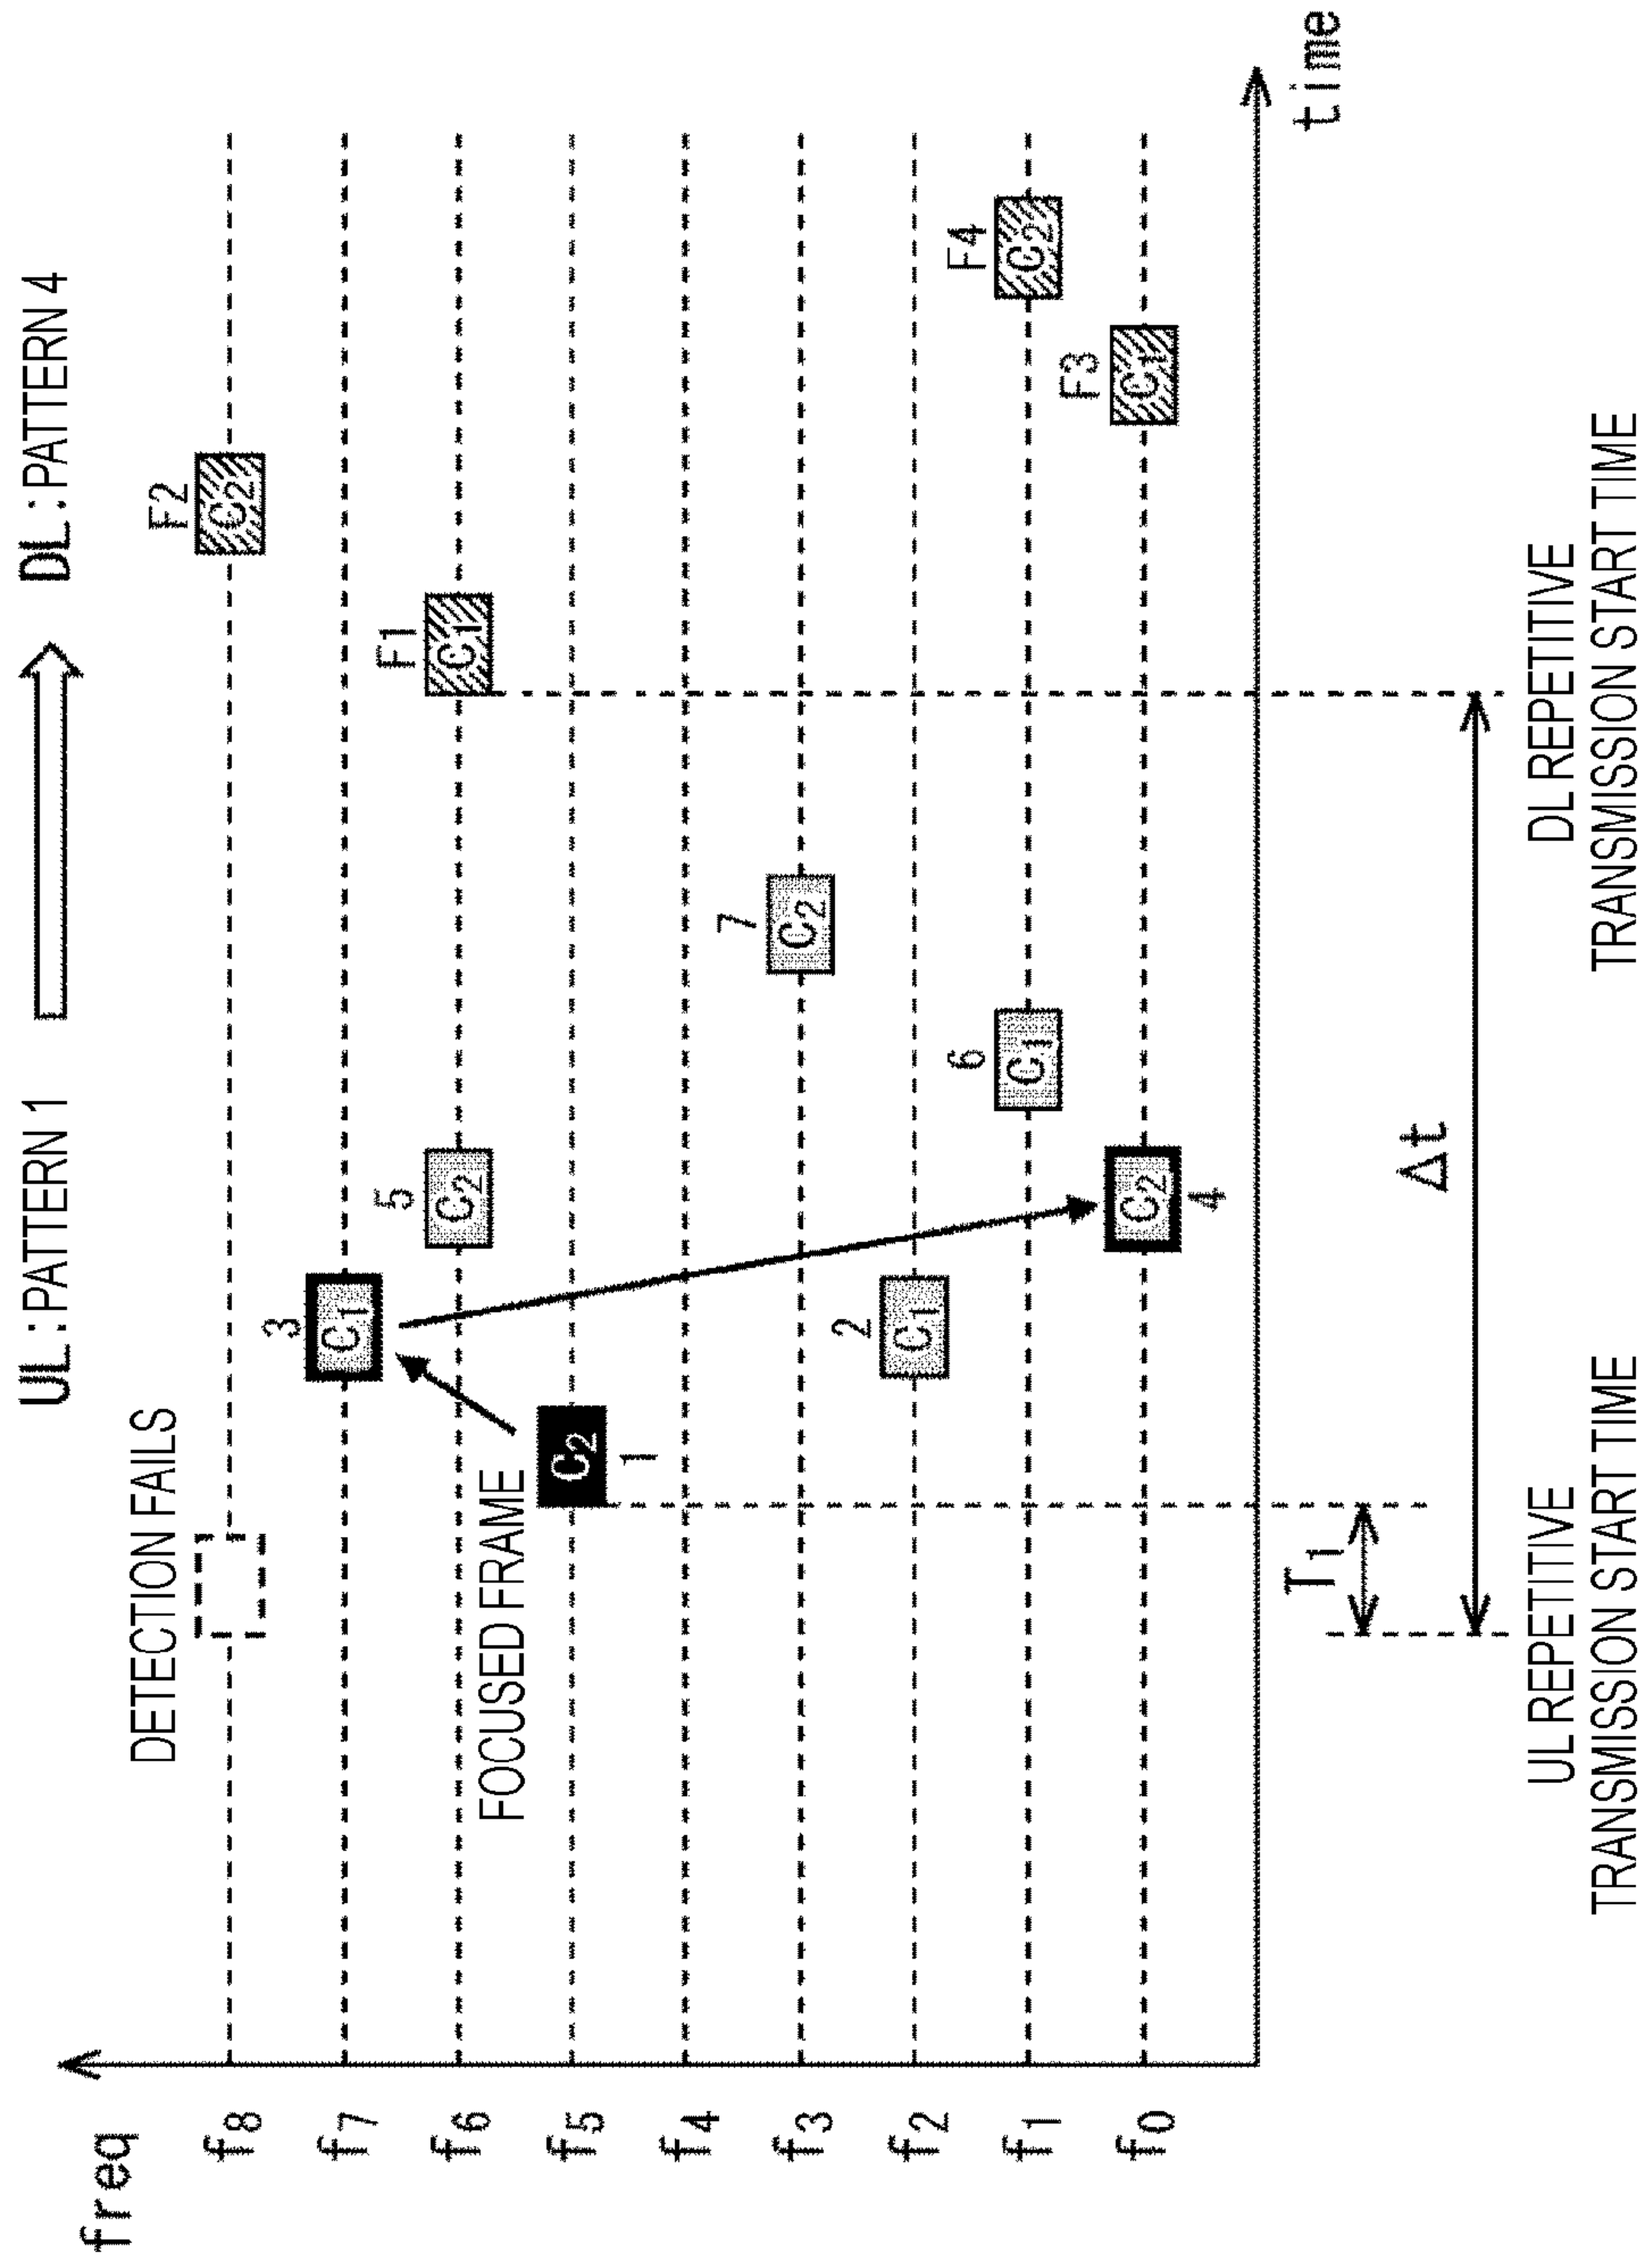 UL:PATTERN 1
DL:PATTERN 4
freq
DETECTION FAILS
F2
f8
C2
3
f7
C1
5
F1
f6
C2
C1
FOCUSED FRAME
f5
C2
1
f4
7
f3
C2
2
f2
C1
6
F4
f1
C1
C2
F3
f0
C2
C1
4
time
T1
Δt
UL REPETITIVE
TRANSMISSION START TIME
DL REPETITIVE
TRANSMISSION START TIME